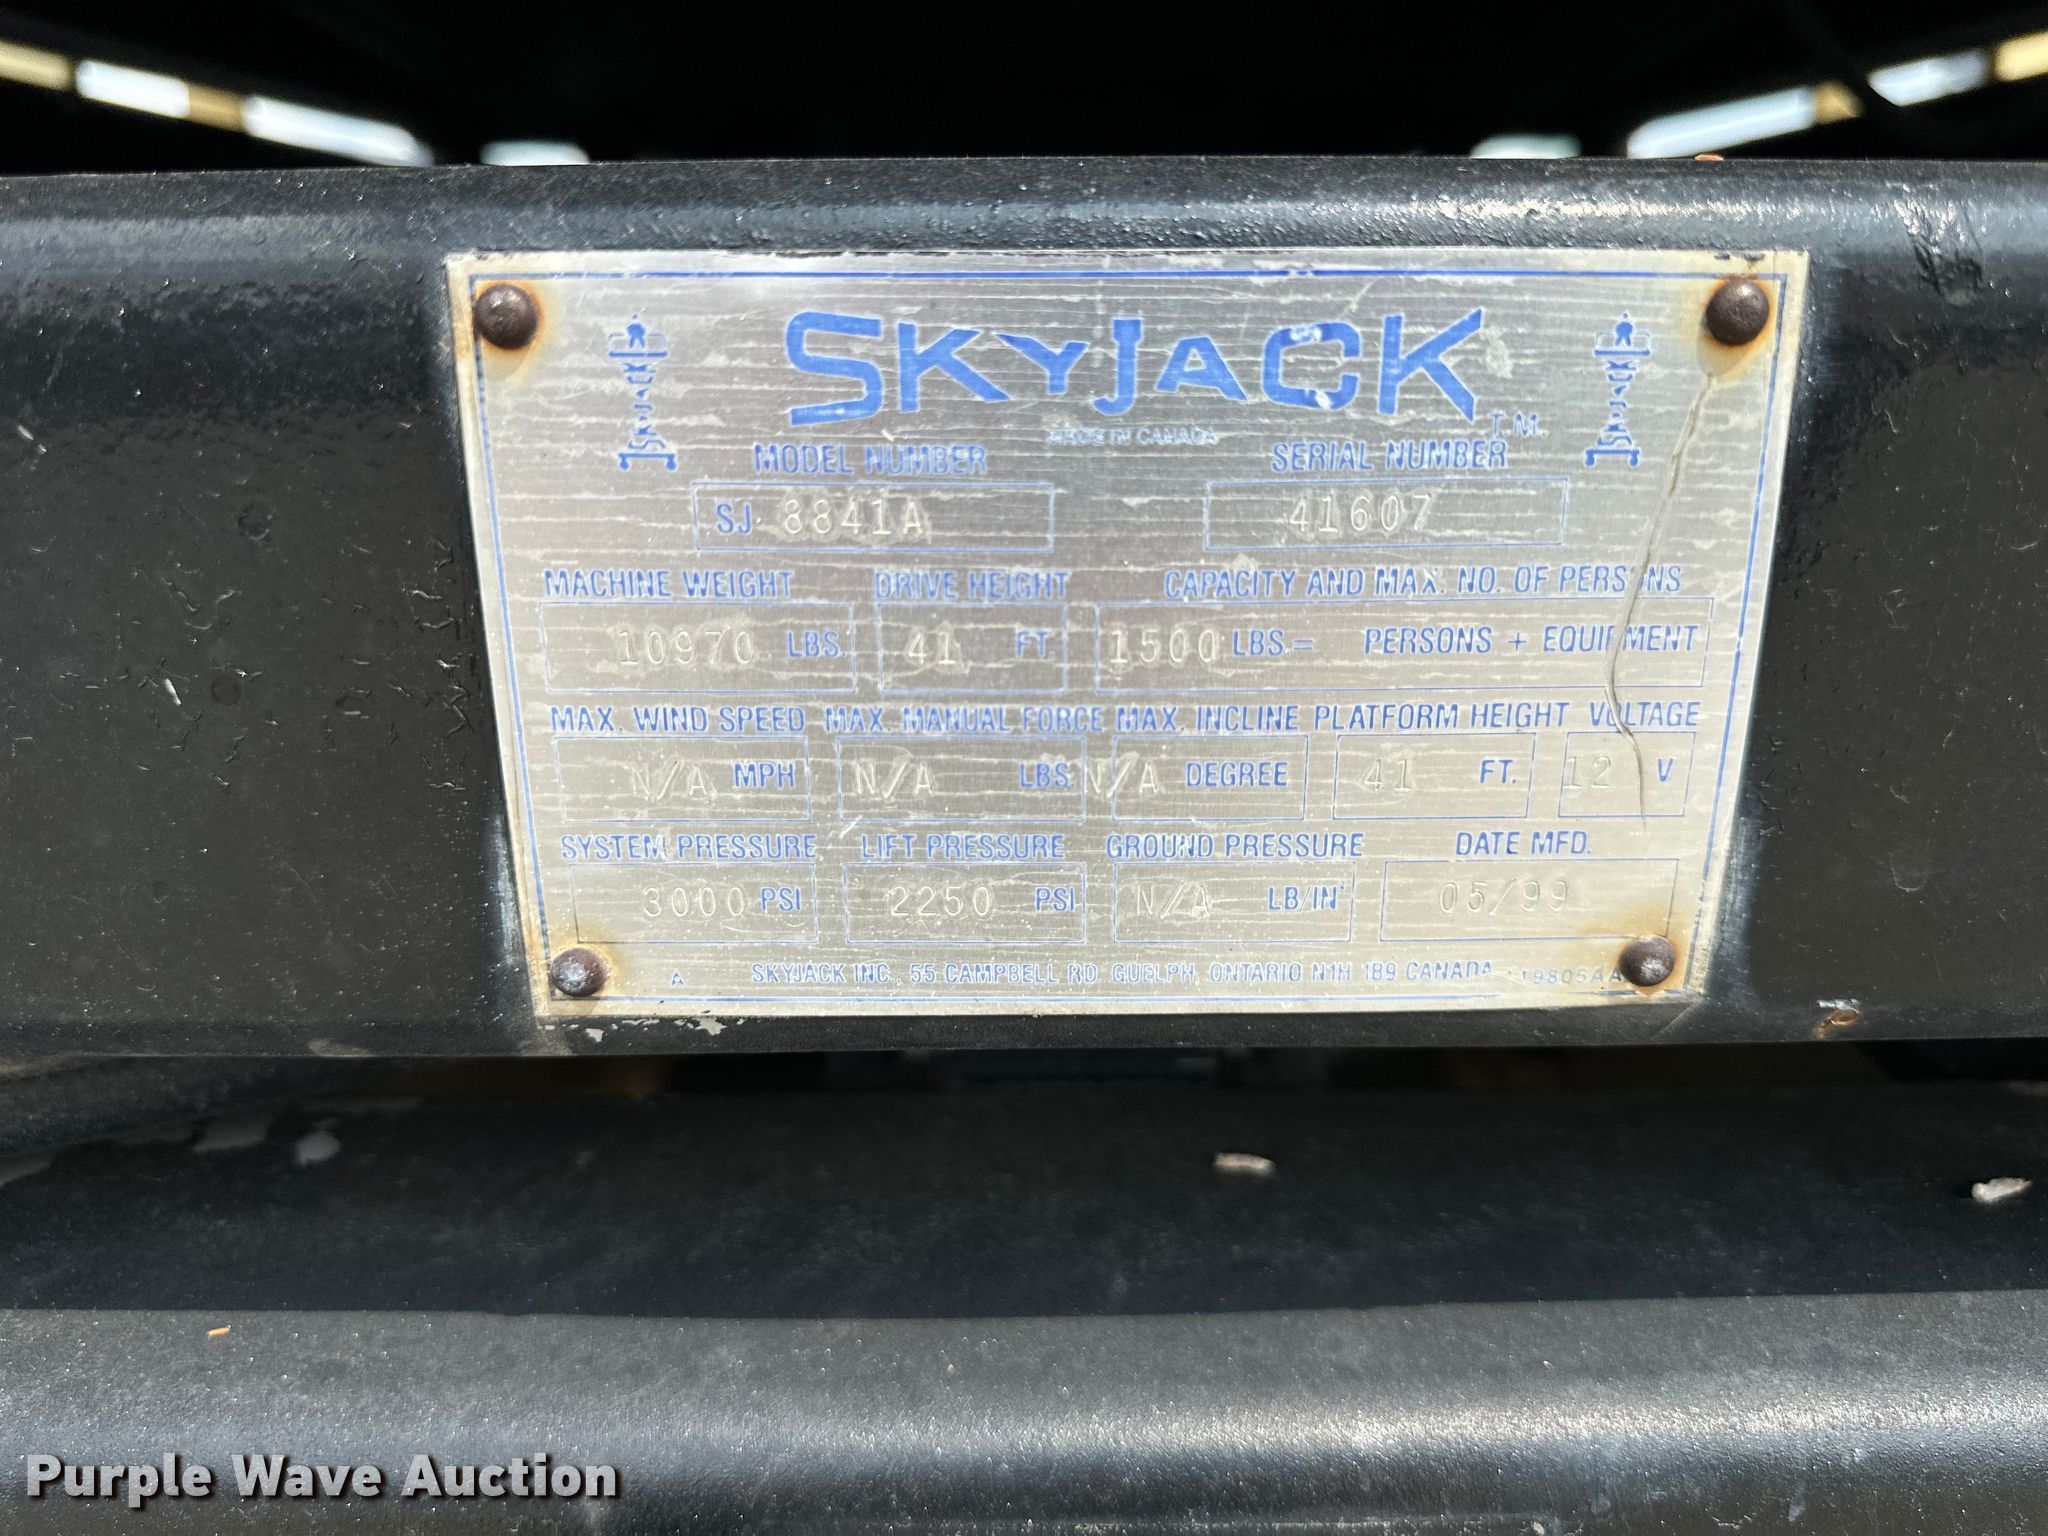 SKYJACK
SKYJACK
SKYJACK
T.M.
MADE IN CANADA
MODEL NUMBER SERIAL NUMBER
SJ 8841A 41607
MACHINE WEIGHT DRIVE HEIGHT CAPACITY AND MAX. NO. OF PERSONS
10970 LBS. 41 FT. 1500 LBS.= PERSONS + EQUIPMENT
MAX. WIND SPEED MAX. MANUAL FORCE MAX. INCLINE PLATFORM HEIGHT VOLTAGE
N/A MPH N/A LBS. N/A DEGREE 41 FT. 12 V
SYSTEM PRESSURE LIFT PRESSURE GROUND PRESSURE DATE MFD.
3000 PSI 2250 PSI N/A LB/IN² 05/99
A SKYJACK INC., 55 CAMPBELL RD. GUELPH, ONTARIO N1H 1B9 CANADA
Purple Wave Auction